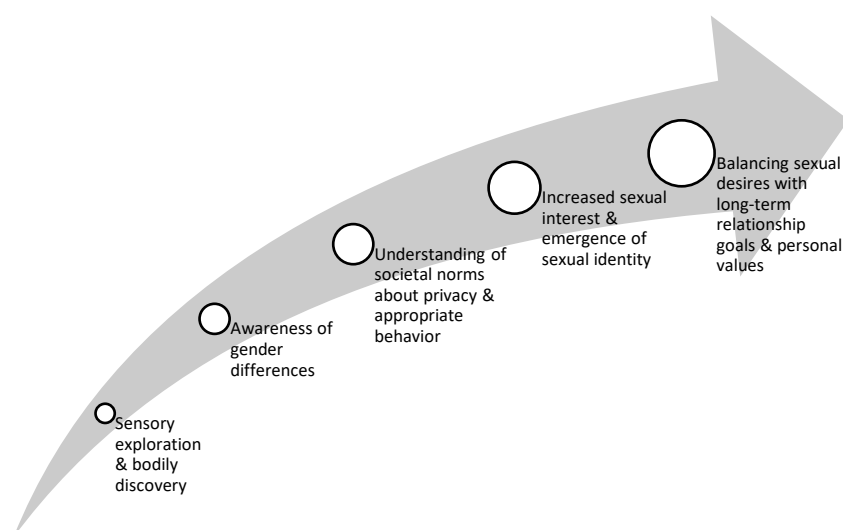 Sensory
exploration
& bodily
discovery
Awareness of
gender
differences
Understanding of
societal norms
about privacy &
appropriate
behavior
Increased sexual
interest &
emergence of
sexual identity
Balancing sexual
desires with
long-term
relationship
goals & personal
values